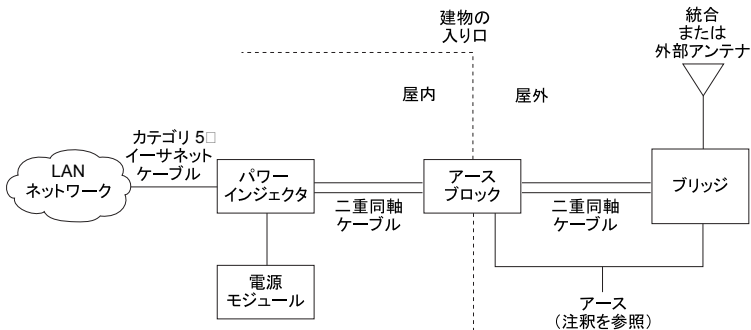 建物の
入り口
統合
または
外部アンテナ
屋内
屋外
カテゴリ 5□
イーサネット
ケーブル
LAN
ネットワーク
パワー
インジェクタ
二重同軸
ケーブル
アース
ブロック
二重同軸
ケーブル
ブリッジ
電源
モジュール
アース
（注釈を参照）